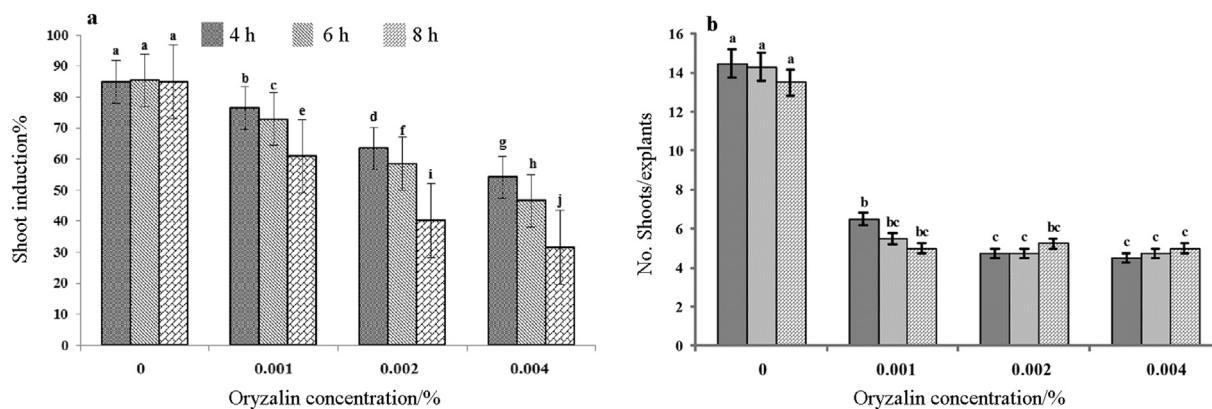 a
4 h 6 h 8 h
Shoot induction%
100
90
80
70
60
50
40
30
20
10
0
a a a
b c e
d f i
g h j
0 0.001 0.002 0.004
Oryzalin concentration/%
b
No. Shoots/explants
16
14
12
10
8
6
4
2
0
a a a
b bc bc
c c bc
c c c
0 0.001 0.002 0.004
Oryzalin concentration/%